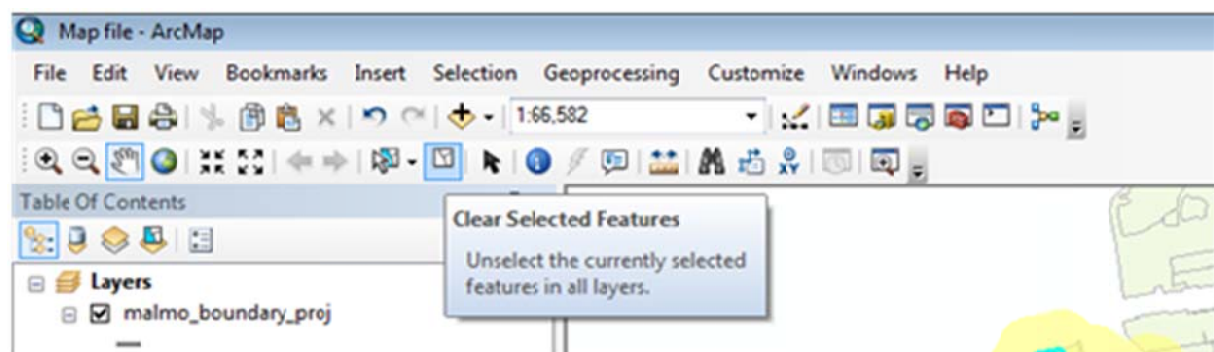 Map file - ArcMap
File Edit View Bookmarks Insert Selection Geoprocessing Customize Windows Help
1:66,582
Table Of Contents
Clear Selected Features
Unselect the currently selected
features in all layers.
Layers
malmo_boundary_proj